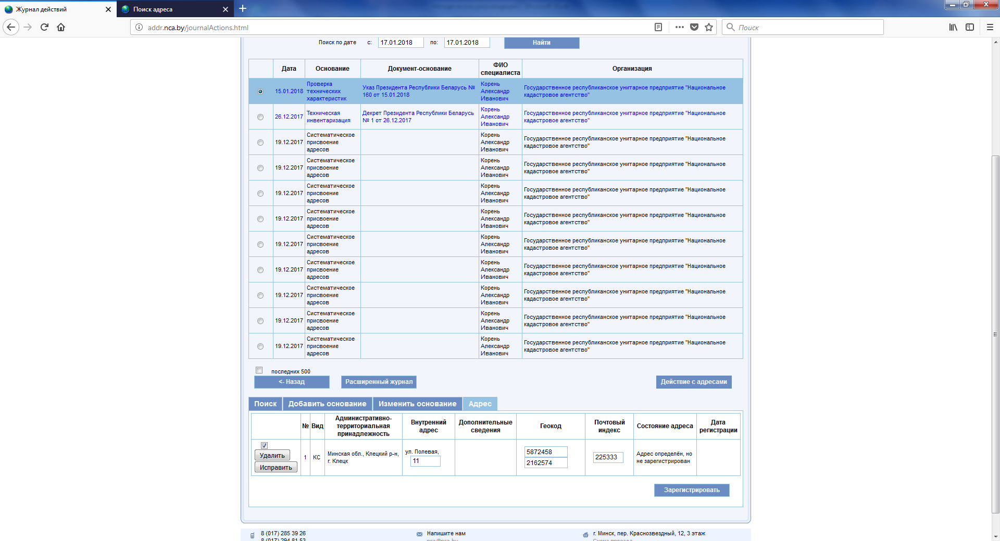 Журнал действий
Поиск адреса
addr.nca.by/journalActions.html
Поиск
Поиск по дате с: 17.01.2018 по: 17.01.2018 Найти
Дата Основание Документ-основание ФИО специалиста Организация
15.01.2018 Проверка технических характеристик Указ Президента Республики Беларусь № 160 от 15.01.2018 Корень Александр Иванович Государственное республиканское унитарное предприятие "Национальное кадастровое агентство"
26.12.2017 Техническая инвентаризация Декрет Президента Республики Беларусь № 1 от 26.12.2017 Корень Александр Иванович Государственное республиканское унитарное предприятие "Национальное кадастровое агентство"
19.12.2017 Систематическое присвоение адресов Корень Александр Иванович Государственное республиканское унитарное предприятие "Национальное кадастровое агентство"
19.12.2017 Систематическое присвоение адресов Корень Александр Иванович Государственное республиканское унитарное предприятие "Национальное кадастровое агентство"
19.12.2017 Систематическое присвоение адресов Корень Александр Иванович Государственное республиканское унитарное предприятие "Национальное кадастровое агентство"
19.12.2017 Систематическое присвоение адресов Корень Александр Иванович Государственное республиканское унитарное предприятие "Национальное кадастровое агентство"
19.12.2017 Систематическое присвоение адресов Корень Александр Иванович Государственное республиканское унитарное предприятие "Национальное кадастровое агентство"
19.12.2017 Систематическое присвоение адресов Корень Александр Иванович Государственное республиканское унитарное предприятие "Национальное кадастровое агентство"
19.12.2017 Систематическое присвоение адресов Корень Александр Иванович Государственное республиканское унитарное предприятие "Национальное кадастровое агентство"
19.12.2017 Систематическое присвоение адресов Корень Александр Иванович Государственное республиканское унитарное предприятие "Национальное кадастровое агентство"
19.12.2017 Систематическое присвоение адресов Корень Александр Иванович Государственное республиканское унитарное предприятие "Национальное кадастровое агентство"
последних 500
<- Назад Расширенный журнал Действие с адресами
Поиск Добавить основание Изменить основание Адрес
№ Вид Административно-территориальная принадлежность Внутренний адрес Дополнительные сведения Геокод Почтовый индекс Состояние адреса Дата регистрации
Удалить
Исправить
1 КС Минская обл., Клецкий р-н, г. Клецк ул. Полевая, 11 5872458 2162574 225333 Адрес определён, но не зарегистрирован
Зарегистрировать
8 (017) 285 39 26 Напишите нам г. Минск, пер. Краснозвездный, 12, 3 этаж
8 (017) 294 81 53 nca@nca.by Схема проезда